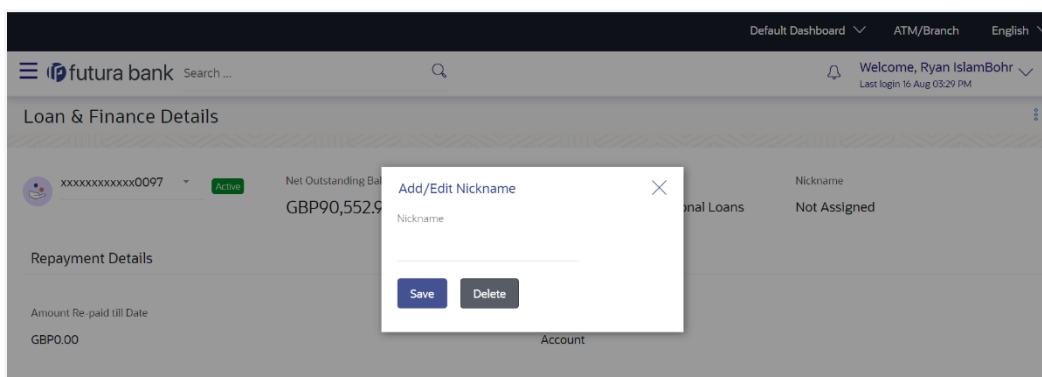 Default Dashboard ATM/Branch English
futura bank Search ... Welcome, Ryan IslamBohr
Last login 16 Aug 03:29 PM
Loan & Finance Details
xxxxxxxxxxxx0097 Active
Net Outstanding Bal
GBP90,552.9
onal Loans
Nickname
Not Assigned
Add/Edit Nickname
Nickname
Save Delete
Repayment Details
Amount Re-paid till Date
GBP0.00
Account